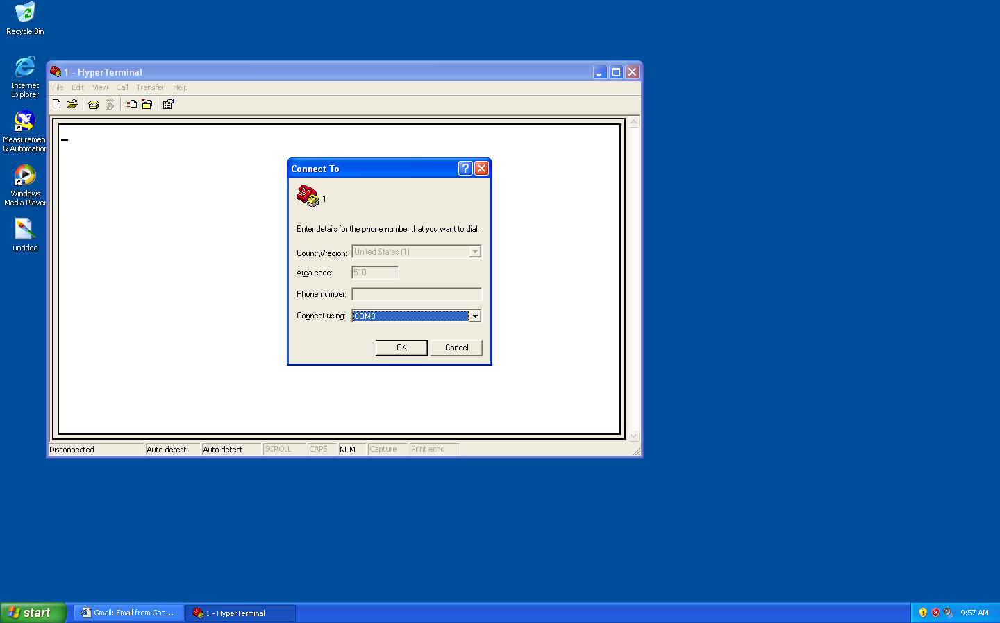 Recycle Bin
Internet
Explorer
Measuremen
& Automation
Windows
Media Player
untitled
1 - HyperTerminal
File Edit View Call Transfer Help
Connect To
1
Enter details for the phone number that you want to dial:
Country/region: United States (1)
Area code: 510
Phone number:
Connect using: COM3
OK Cancel
Disconnected Auto detect Auto detect SCROLL CAPS NUM Capture Print echo
start Gmail: Email from Goo... 1 - HyperTerminal 9:57 AM